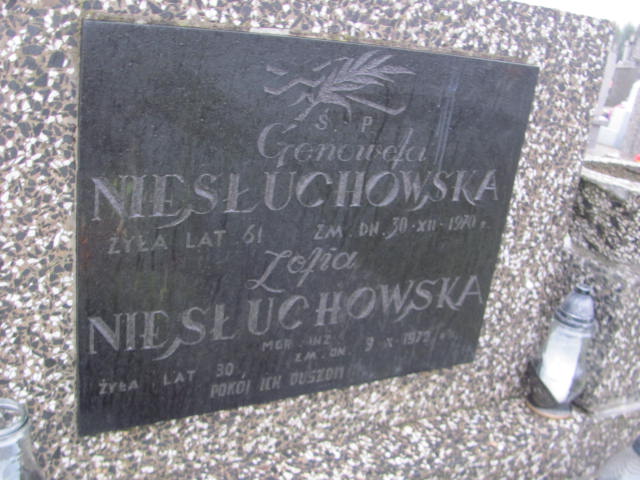 Ś P
Genowefa
NIESŁUCHOWSKA
ŻYŁA LAT 61 ZM. DN. 30-XII-1970 r.
Zofia
NIESŁUCHOWSKA
MGR INŻ
ŻYŁA LAT 30, ZM. DN 9 X 1972 r.
POKÓJ ICH DUSZOM